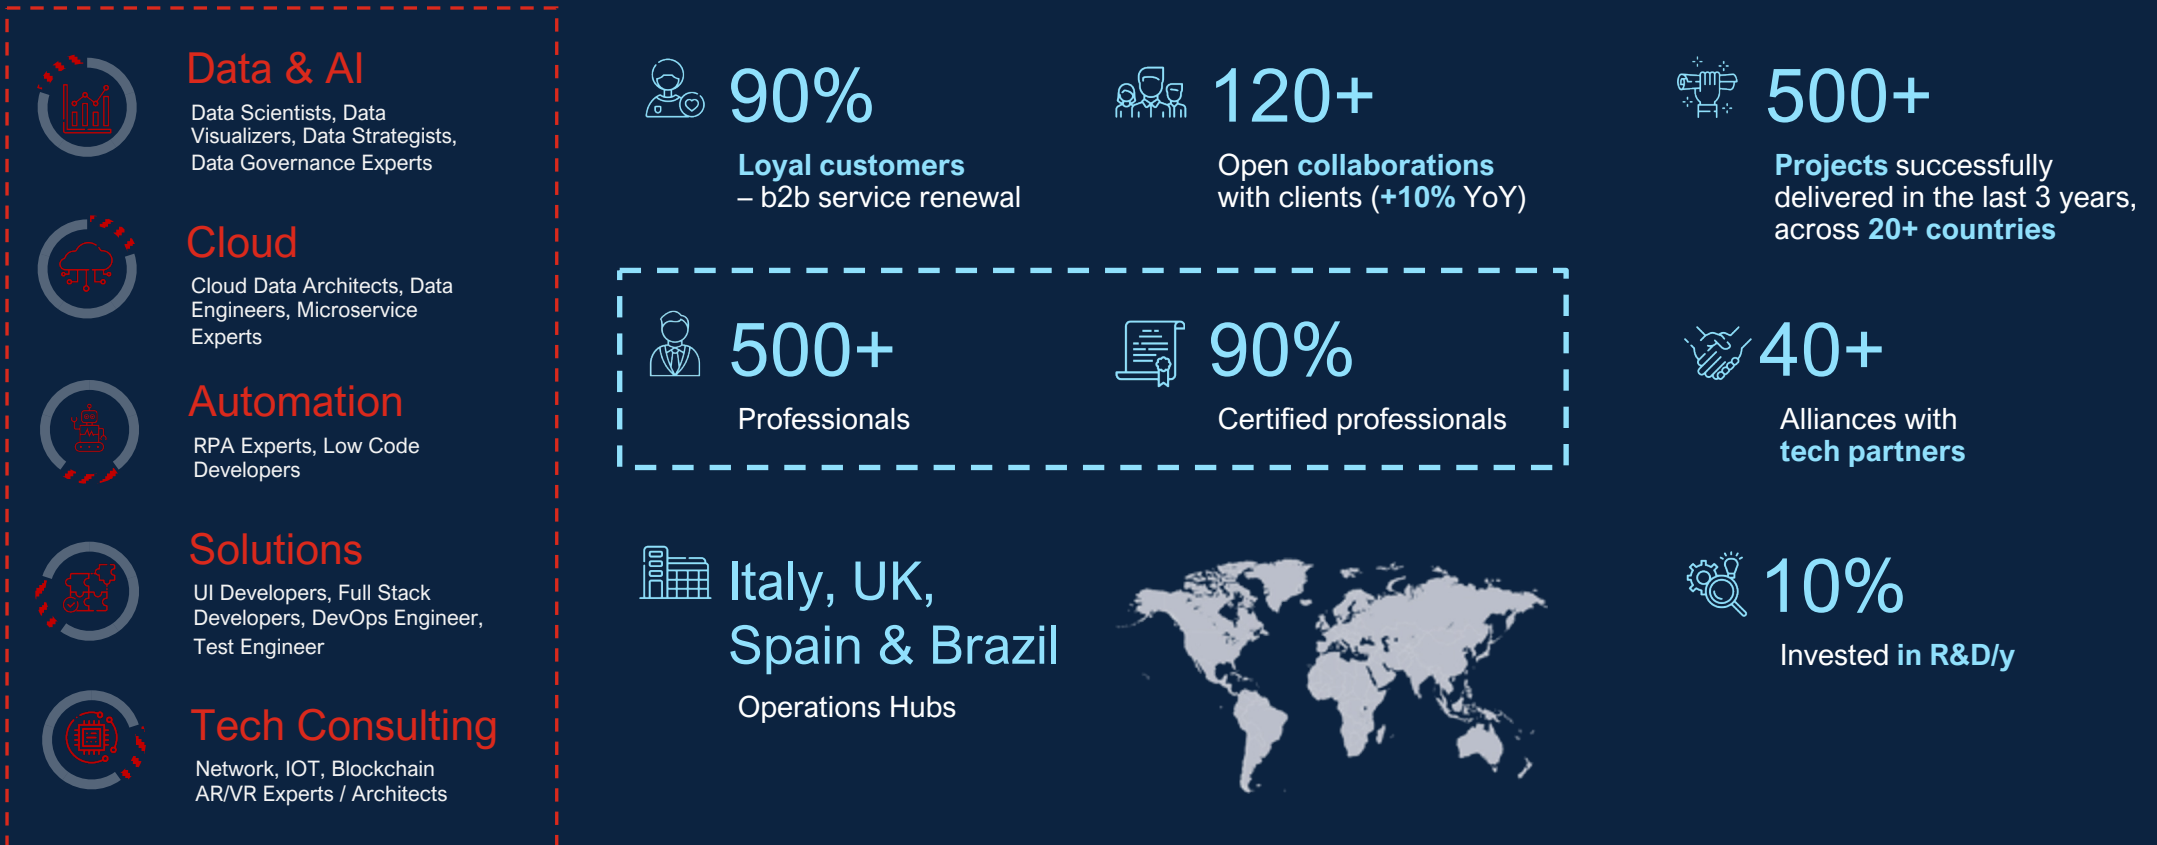 Data & AI
Data Scientists, Data
Visualizers, Data Strategists,
Data Governance Experts
Cloud
Cloud Data Architects, Data
Engineers, Microservice
Experts
Automation
RPA Experts, Low Code
Developers
Solutions
UI Developers, Full Stack
Developers, DevOps Engineer,
Test Engineer
Tech Consulting
Network, IOT, Blockchain
AR/VR Experts / Architects
90%
Loyal customers
– b2b service renewal
120+
Open collaborations
with clients (+10% YoY)
500+
Projects successfully
delivered in the last 3 years,
across 20+ countries
500+
Professionals
90%
Certified professionals
40+
Alliances with
tech partners
Italy, UK,
Spain & Brazil
Operations Hubs
10%
Invested in R&D/y